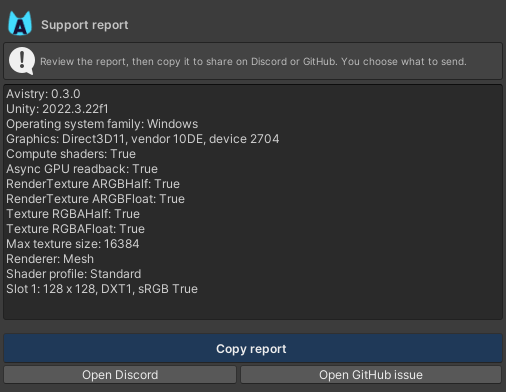 Support report
Review the report, then copy it to share on Discord or GitHub. You choose what to send.
Avistry: 0.3.0
Unity: 2022.3.22f1
Operating system family: Windows
Graphics: Direct3D11, vendor 10DE, device 2704
Compute shaders: True
Async GPU readback: True
RenderTexture ARGBHalf: True
RenderTexture ARGBFloat: True
Texture RGBAHalf: True
Texture RGBAFloat: True
Max texture size: 16384
Renderer: Mesh
Shader profile: Standard
Slot 1: 128 x 128, DXT1, sRGB True
Copy report
Open Discord
Open GitHub issue